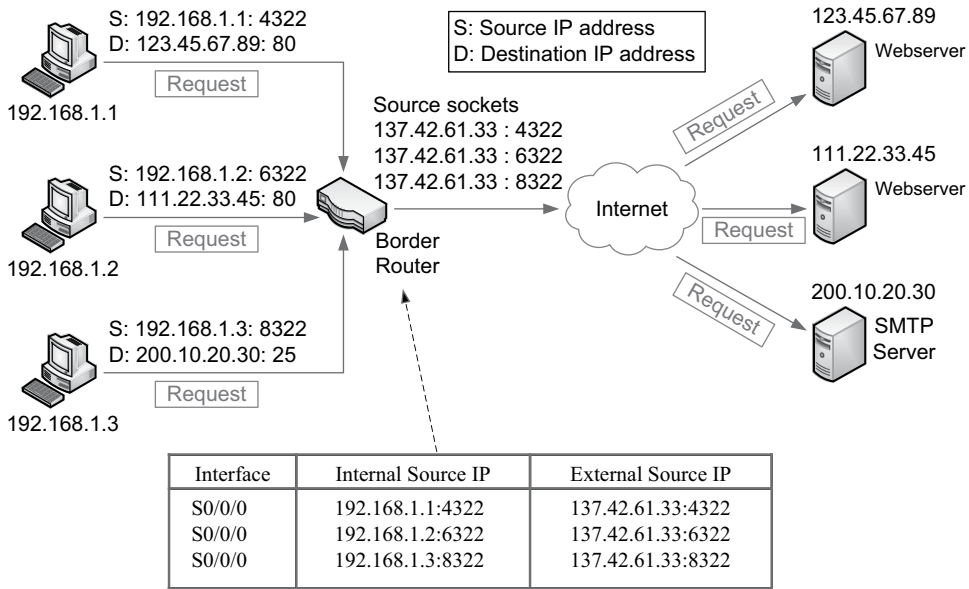 S: 192.168.1.1: 4322
D: 123.45.67.89: 80
Request
192.168.1.1
S: Source IP address
D: Destination IP address
123.45.67.89
Webserver
Source sockets
137.42.61.33 : 4322
137.42.61.33 : 6322
137.42.61.33 : 8322
Request
S: 192.168.1.2: 6322
D: 111.22.33.45: 80
Request
192.168.1.2
Border
Router
Internet
111.22.33.45
Webserver
Request
S: 192.168.1.3: 8322
D: 200.10.20.30: 25
Request
192.168.1.3
Request
200.10.20.30
SMTP
Server
Interface Internal Source IP External Source IP
S0/0/0 192.168.1.1:4322 137.42.61.33:4322
S0/0/0 192.168.1.2:6322 137.42.61.33:6322
S0/0/0 192.168.1.3:8322 137.42.61.33:8322